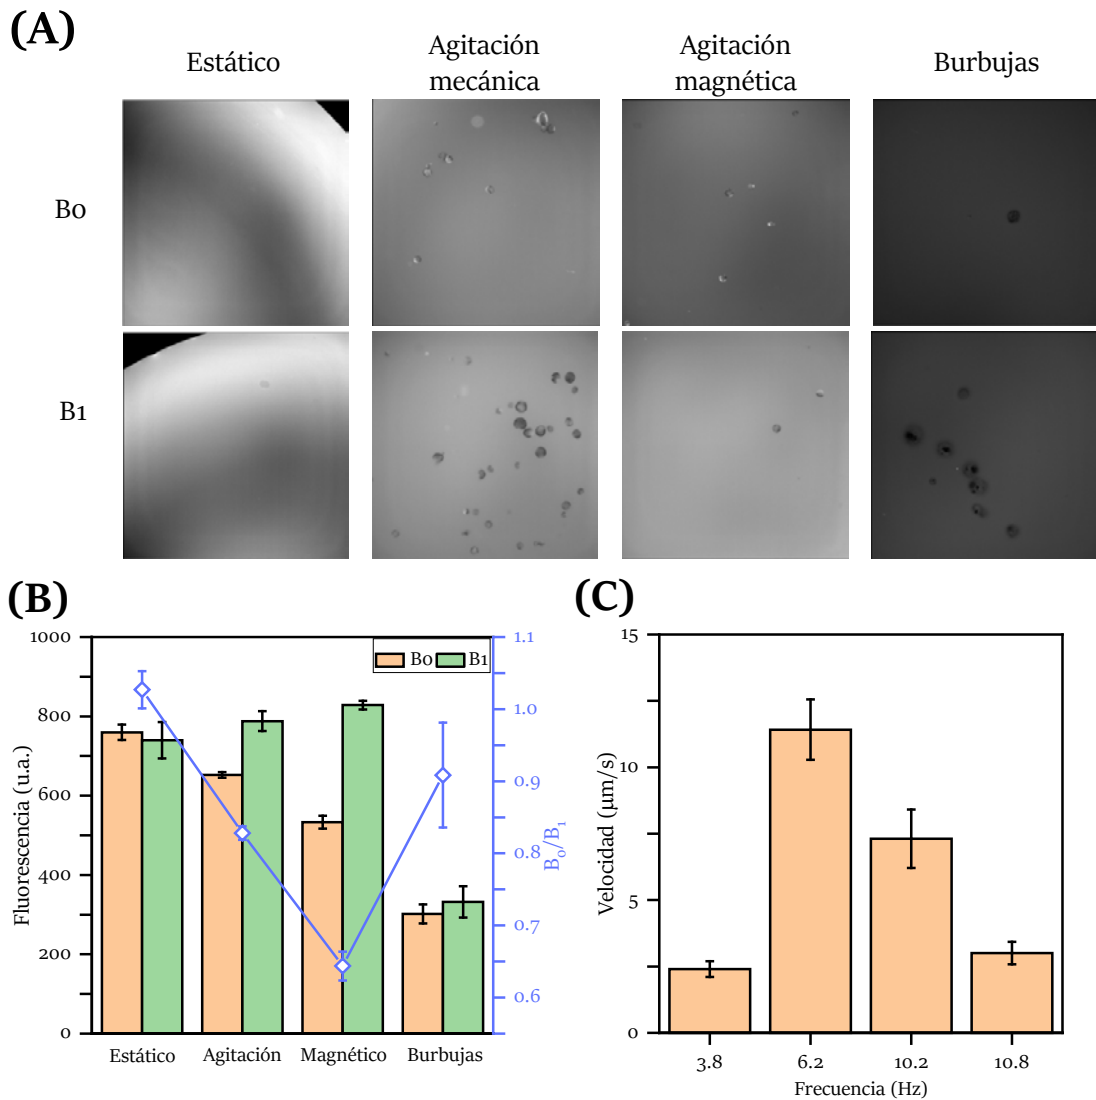 (A)
Estático
Agitación
mecánica
Agitación
magnética
Burbujas
B0
B1
(B)
1000
800
600
400
200
0
Fluorescencia (u.a.)
B0
B1
1.1
1.0
0.9
0.8
0.7
0.6
B₀/B₁
Estático
Agitación
Magnético
Burbujas
(C)
15
10
5
0
Velocidad (µm/s)
3.8
6.2
10.2
10.8
Frecuencia (Hz)